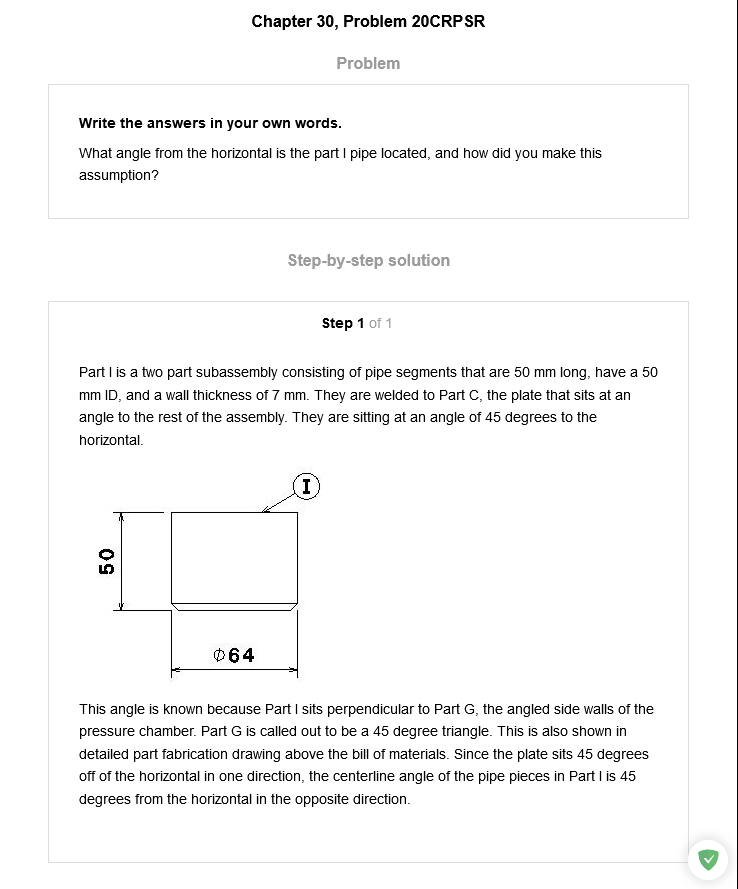 Chapter 30, Problem 20CRPSR
Problem
Write the answers in your own words.
What angle from the horizontal is the part I pipe located, and how did you make this
assumption?
Step-by-step solution
Step 1 of 1
Part I is a two part subassembly consisting of pipe segments that are 50 mm long, have a 50
mm ID, and a wall thickness of 7 mm. They are welded to Part C, the plate that sits at an
angle to the rest of the assembly. They are sitting at an angle of 45 degrees to the
horizontal.
I
50
Ø64
This angle is known because Part I sits perpendicular to Part G, the angled side walls of the
pressure chamber. Part G is called out to be a 45 degree triangle. This is also shown in
detailed part fabrication drawing above the bill of materials. Since the plate sits 45 degrees
off of the horizontal in one direction, the centerline angle of the pipe pieces in Part I is 45
degrees from the horizontal in the opposite direction.